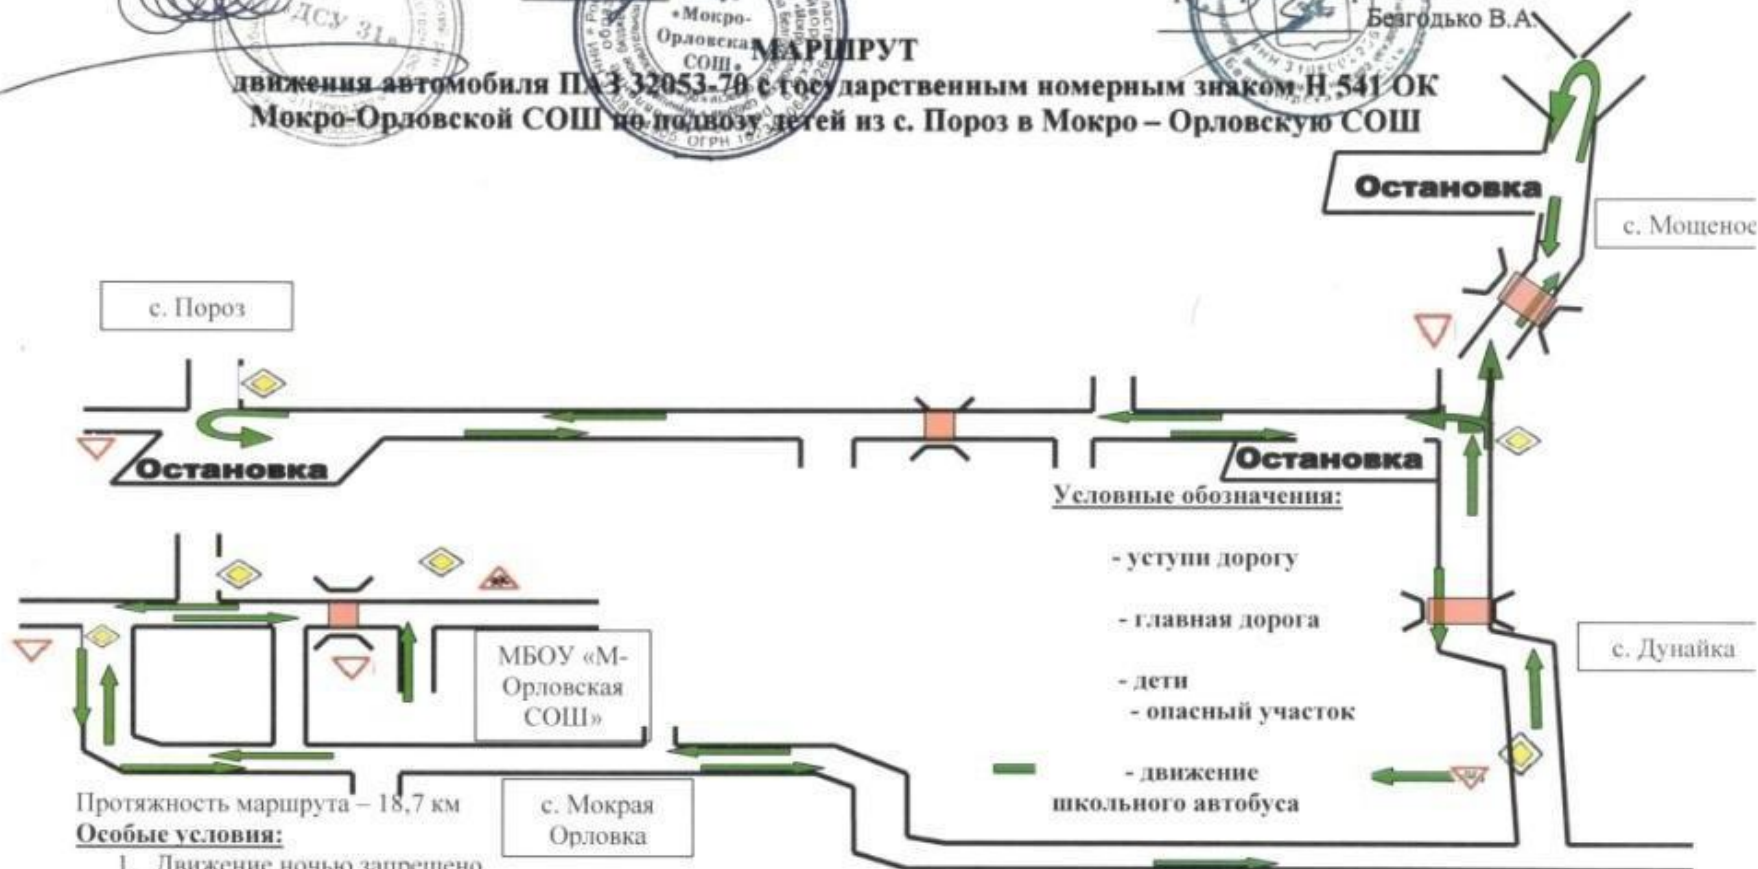 ДСУ 31»
«Мокро-
Орловская
СОШ»
Безгодько В.А.
МАРШРУТ
движения автомобиля ПАЗ 32053-70 с государственным номерным знаком Н 541 ОК
Мокро-Орловской СОШ по подвозу детей из с. Пороз в Мокро – Орловскую СОШ
Остановка
с. Мощеное
с. Пороз
Остановка
Остановка
Условные обозначения:
- уступи дорогу
- главная дорога
- дети
- опасный участок
- движение
школьного автобуса
с. Дунайка
МБОУ «М-
Орловская
СОШ»
с. Мокрая
Орловка
Протяжность маршрута – 18,7 км
Особые условия:
1. Движение ночью запрещено